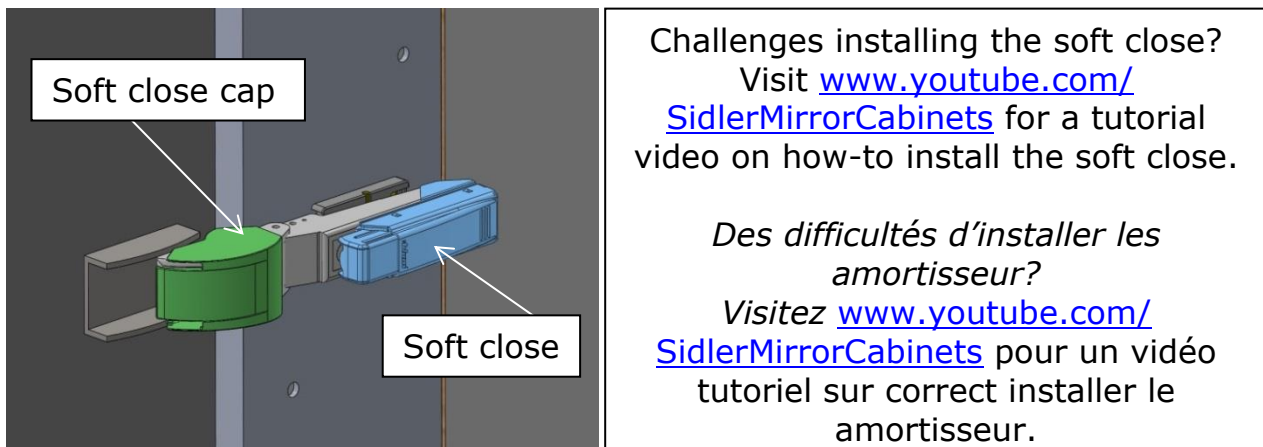 Soft close cap
Soft close
Challenges installing the soft close?
Visit www.youtube.com/
SidlerMirrorCabinets for a tutorial
video on how-to install the soft close.
Des difficultés d’installer les
amortisseur?
Visitez www.youtube.com/
SidlerMirrorCabinets pour un vidéo
tutoriel sur correct installer le
amortisseur.